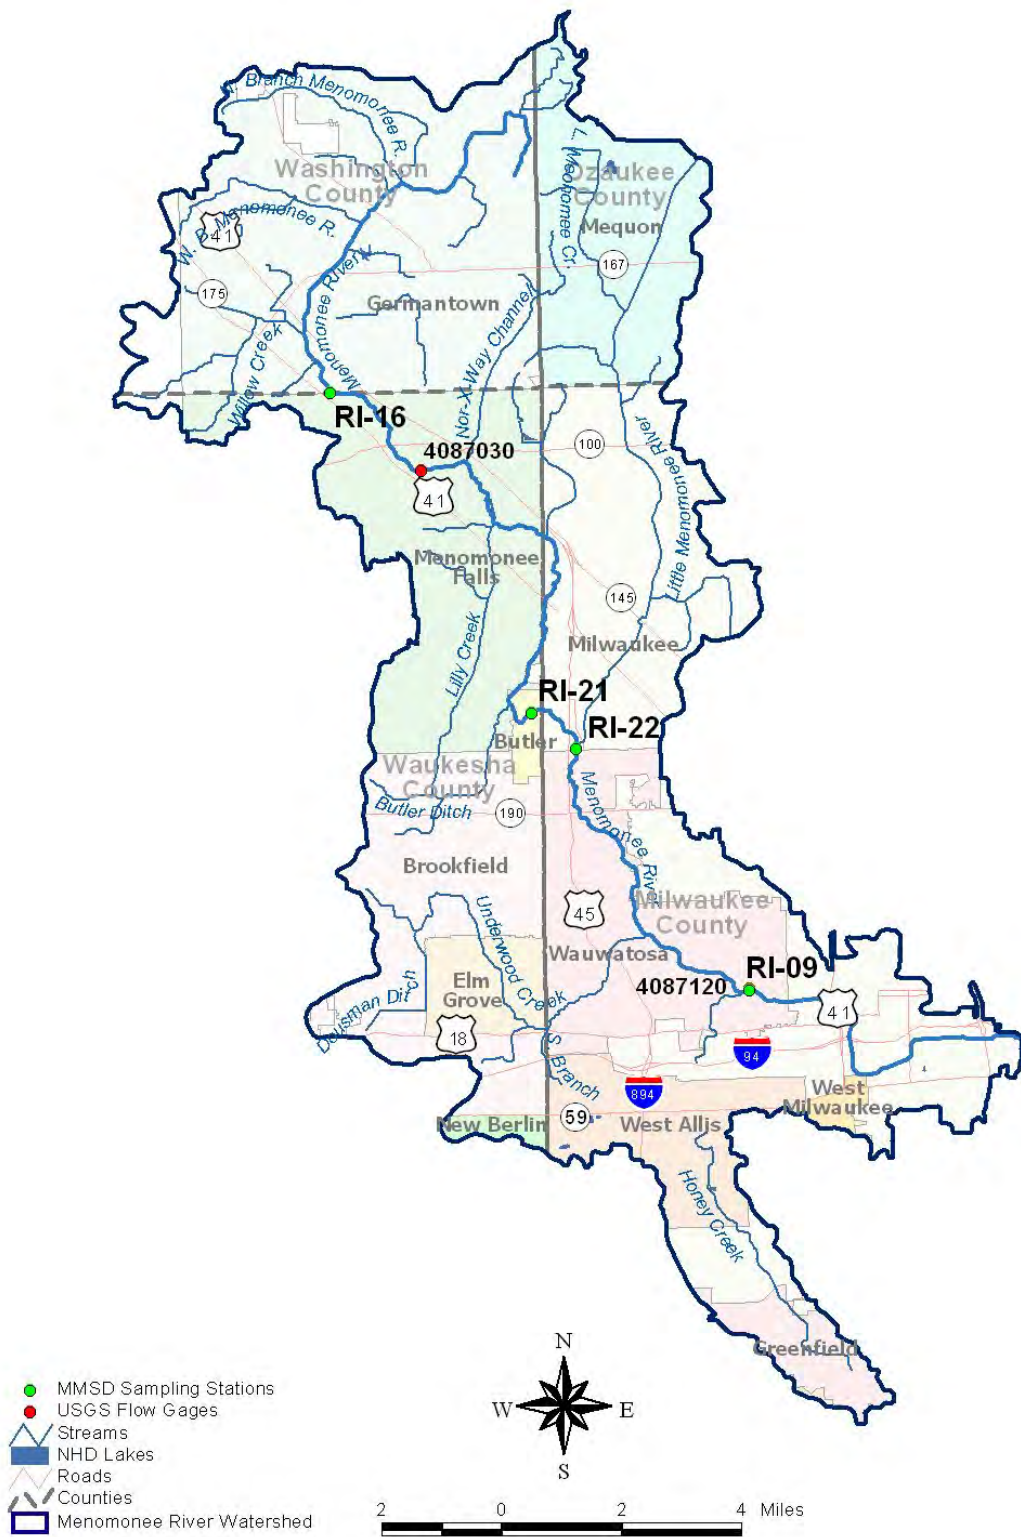 Branch Menomonee R.
Washington
County
L. Menomonee Cr.
Ozaukee
County
Mequon
W. B. Menomonee R.
41
167
175
Menomonee River
Germantown
Nor-X-Way Channel
Willow Creek
RI-16
4087030
100
41
Little Menomonee River
Menomonee
Falls
145
Milwaukee
Lilly Creek
RI-21
RI-22
Butler
Waukesha
County
Butler Ditch
190
Menomonee River
Brookfield
45
Milwaukee
County
Underwood Creek
Wauwatosa
RI-09
Elm
Grove
4087120
41
Dousman Ditch
18
94
S. Branch
894
West
Milwaukee
New Berlin
59
West Allis
Honey Creek
Greenfield
N
W
E
S
MMSD Sampling Stations
USGS Flow Gages
Streams
NHD Lakes
Roads
Counties
Menomonee River Watershed
2 0 2 4 Miles